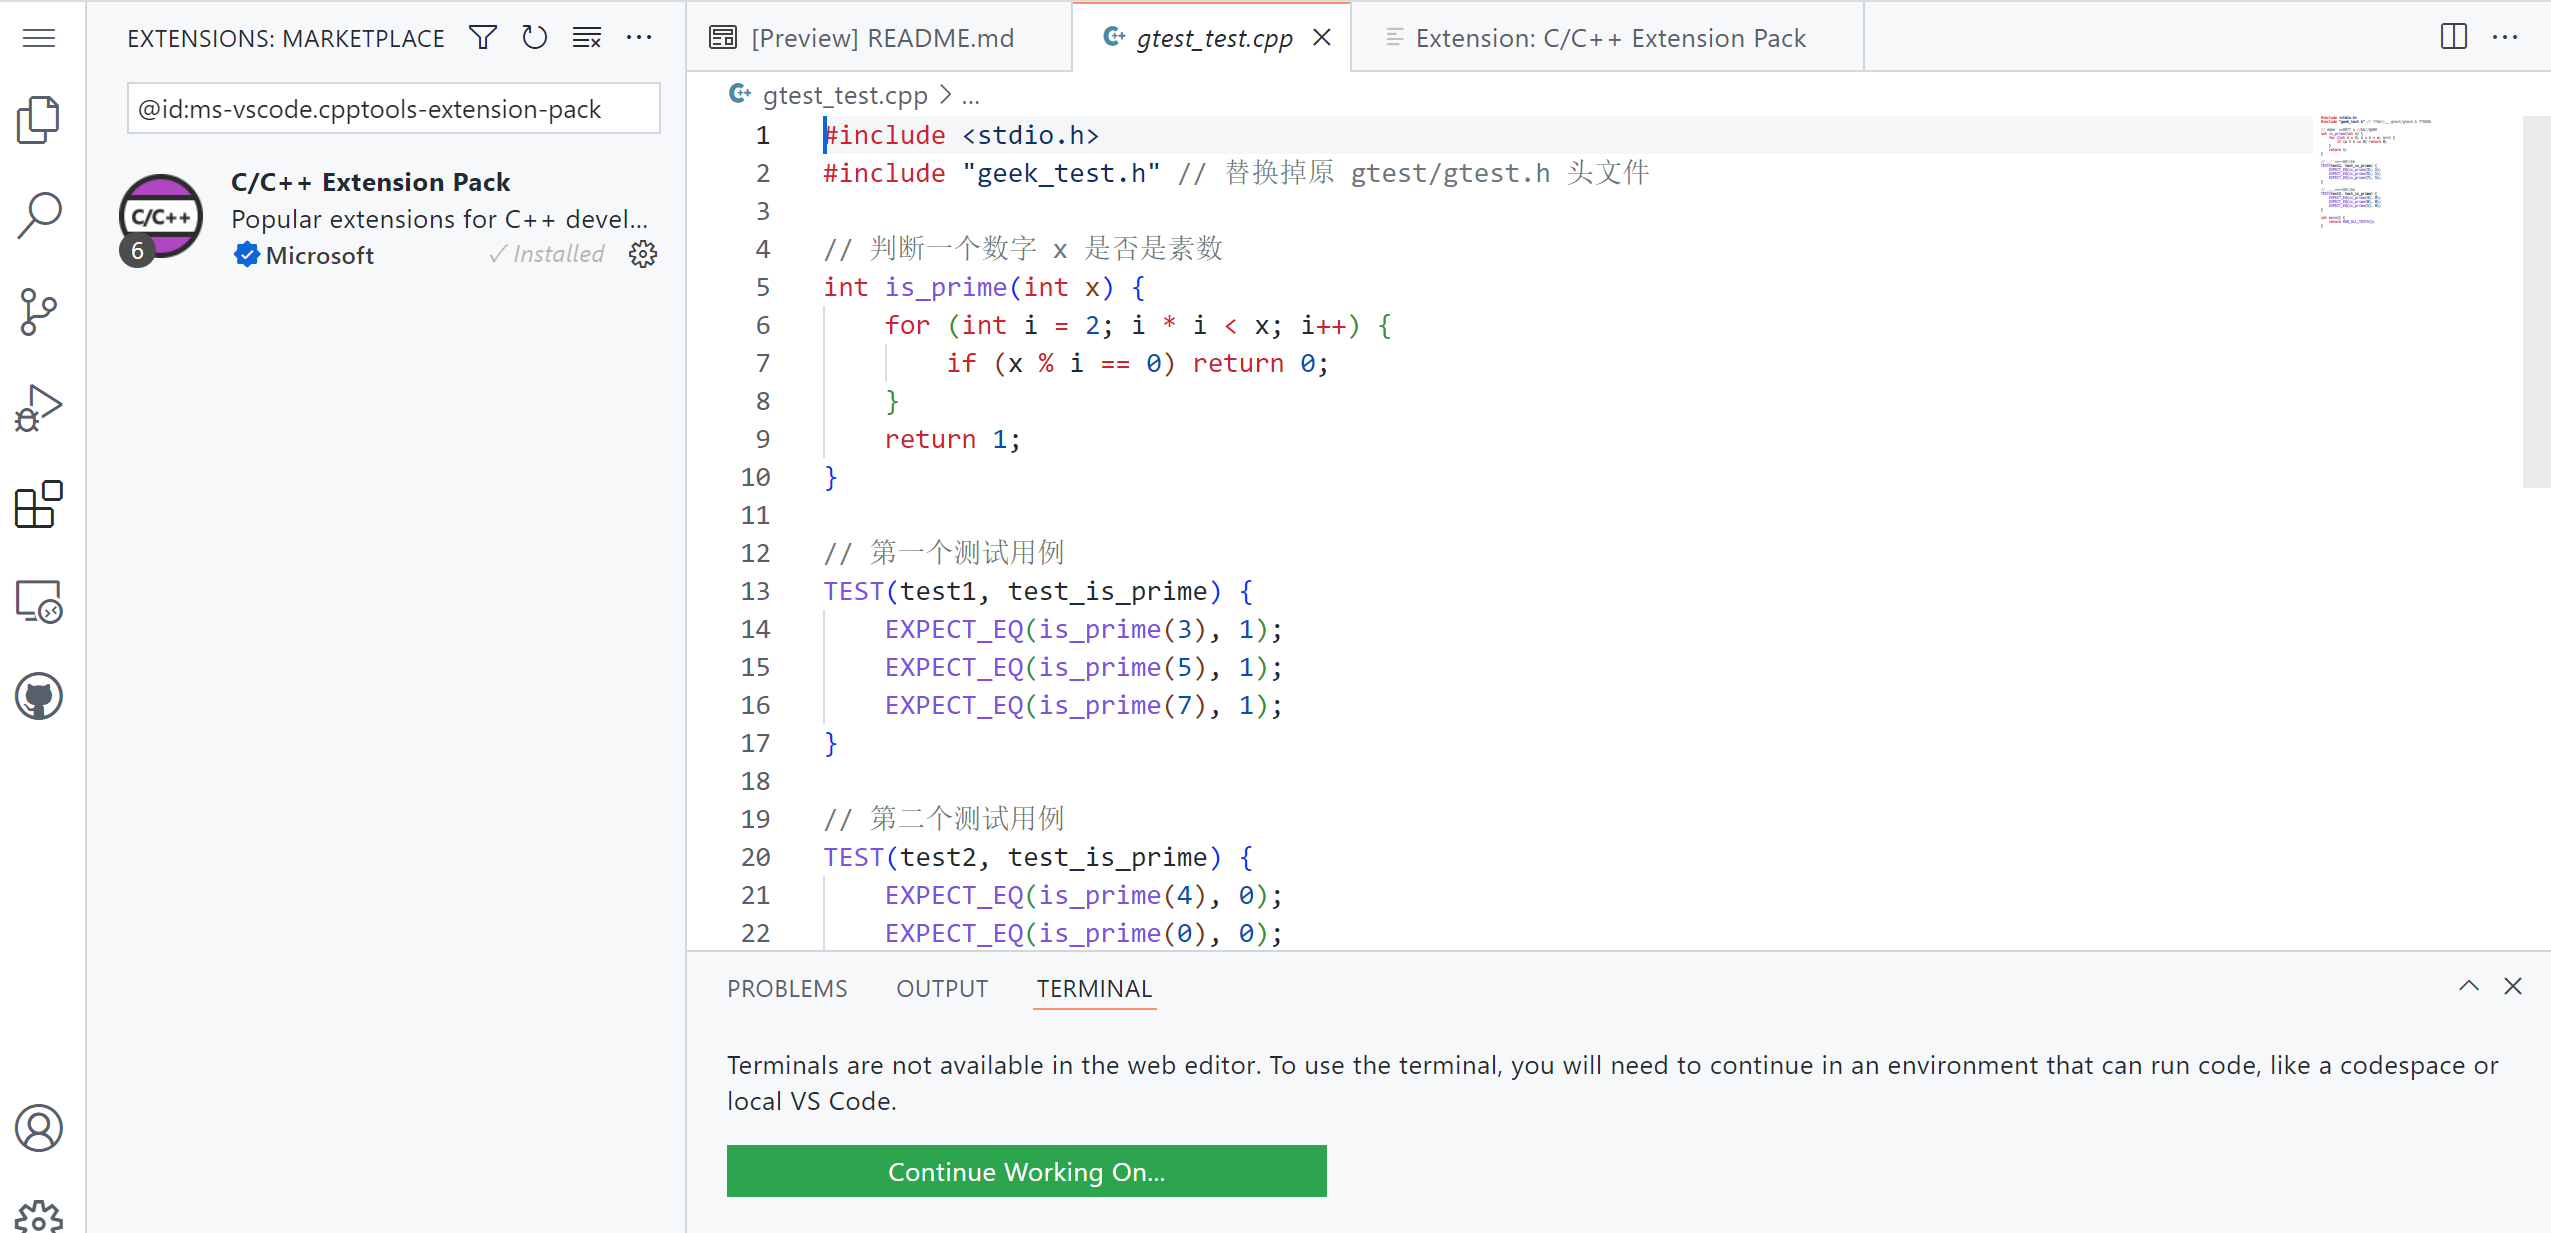 EXTENSIONS: MARKETPLACE
@id:ms-vscode.cpptools-extension-pack
C/C++
6
C/C++ Extension Pack
Popular extensions for C++ devel...
Microsoft
✓ Installed
[Preview] README.md
gtest_test.cpp
Extension: C/C++ Extension Pack
gtest_test.cpp > ...
1 #include <stdio.h>
2 #include "geek_test.h" // 替换掉原 gtest/gtest.h 头文件
3
4 // 判断一个数字 x 是否是素数
5 int is_prime(int x) {
6     for (int i = 2; i * i < x; i++) {
7         if (x % i == 0) return 0;
8     }
9     return 1;
10 }
11
12 // 第一个测试用例
13 TEST(test1, test_is_prime) {
14     EXPECT_EQ(is_prime(3), 1);
15     EXPECT_EQ(is_prime(5), 1);
16     EXPECT_EQ(is_prime(7), 1);
17 }
18
19 // 第二个测试用例
20 TEST(test2, test_is_prime) {
21     EXPECT_EQ(is_prime(4), 0);
22     EXPECT_EQ(is_prime(0), 0);
PROBLEMS
OUTPUT
TERMINAL
Terminals are not available in the web editor. To use the terminal, you will need to continue in an environment that can run code, like a codespace or
local VS Code.
Continue Working On...